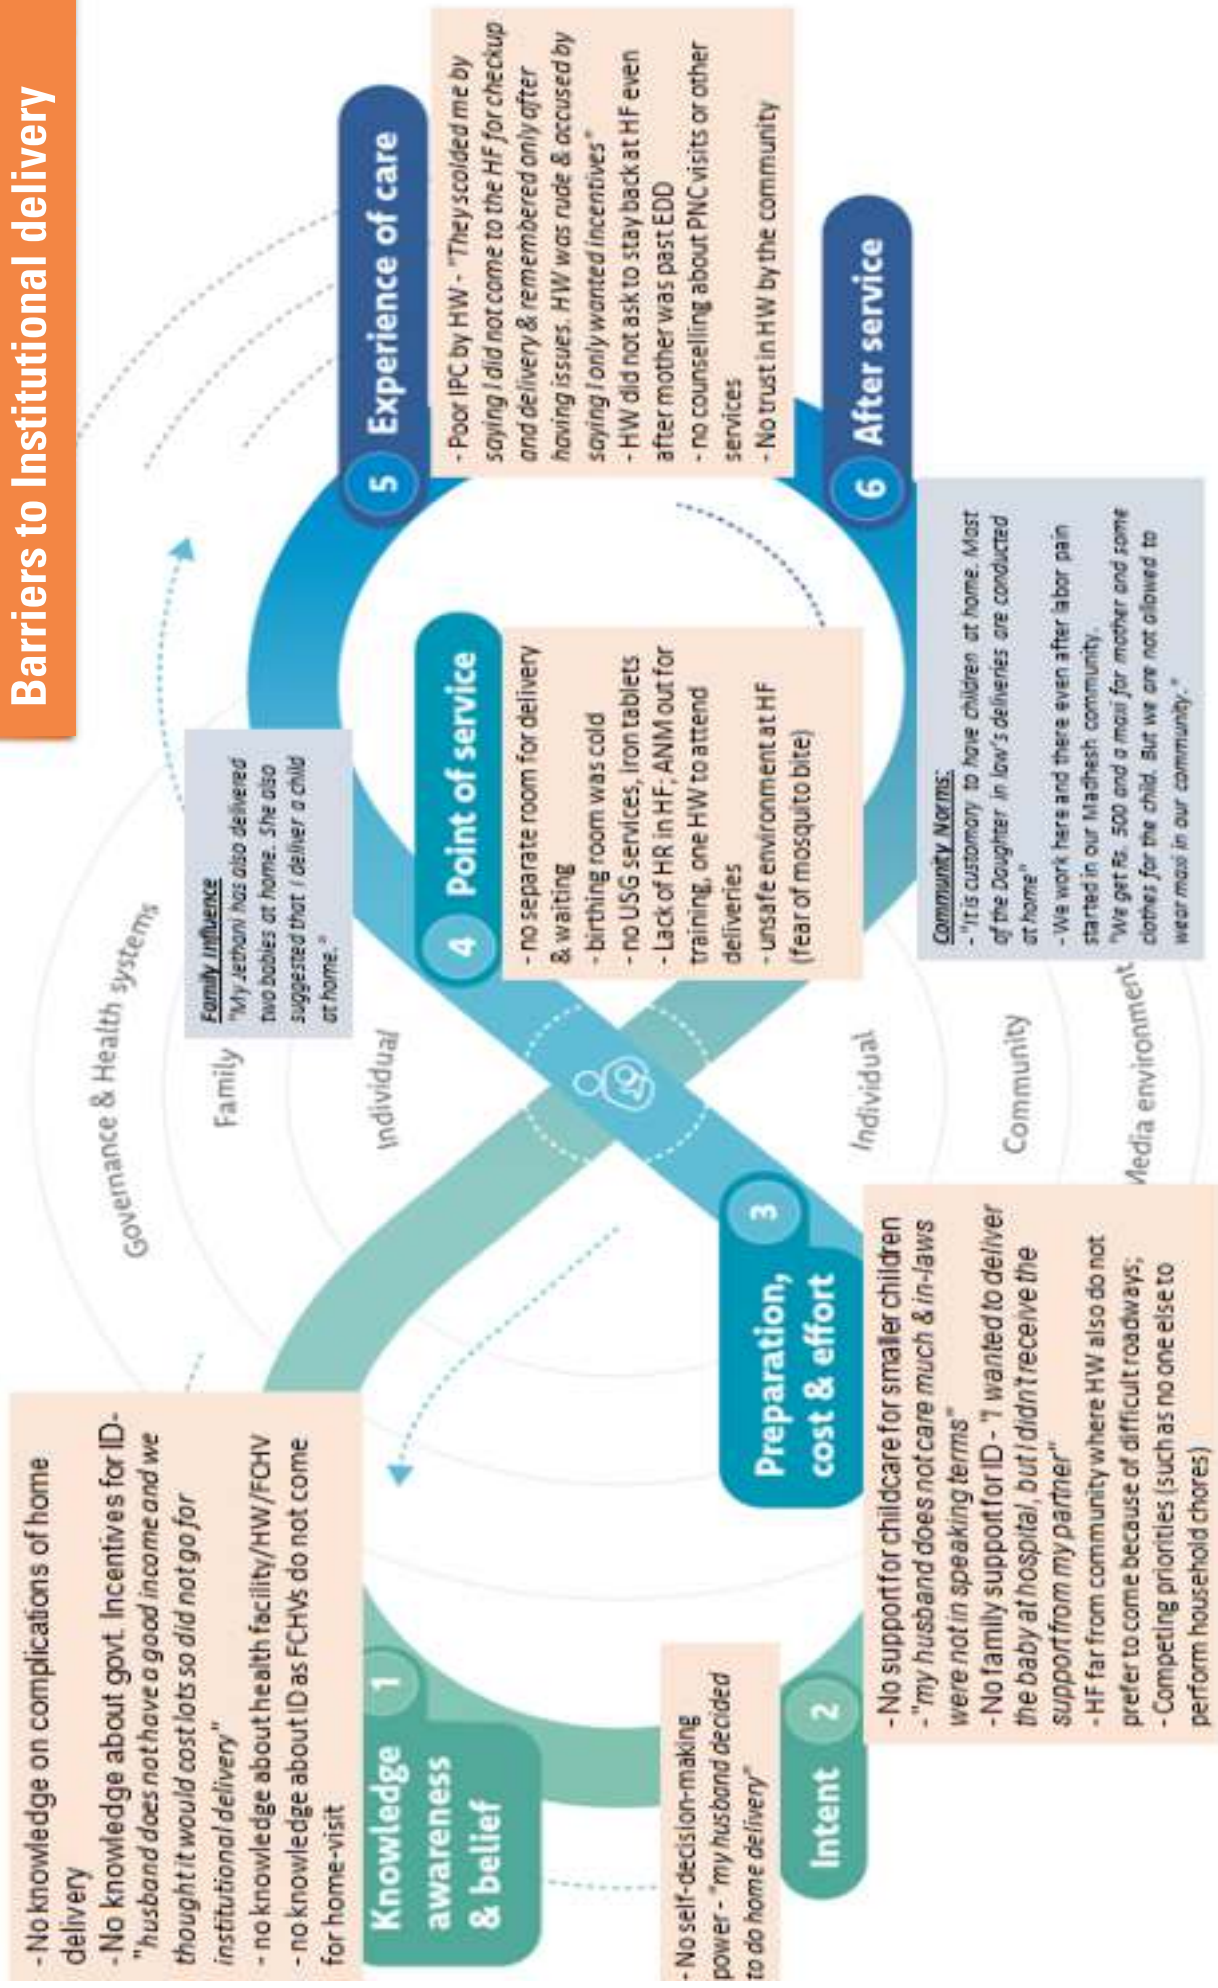 Barriers to Institutional delivery
- No knowledge on complications of home
delivery
- No knowledge about govt. Incentives for ID-
"husband does not have a good income and we
thought it would cost lots so did not go for
institutional delivery"
- no knowledge about health facility/HW/FCHV
- no knowledge about ID as FCHVs do not come
for home-visit
1
Knowledge
awareness
& belief
- No self-decision-making
power - "my husband decided
to do home delivery"
Intent 2
Preparation, 3
cost & effort
- No support for childcare for smaller children
- "my husband does not care much & in-laws
were not in speaking terms"
- No family support for ID - "I wanted to deliver
the baby at hospital, but I didn't receive the
support from my partner"
- HF far from community where HW also do not
prefer to come because of difficult roadways;
- Competing priorities (such as no one else to
perform household chores)
Governance & Health systems
Family
Individual
Individual
Community
Media environment
Family Influence
"My Jethani has also delivered
two babies at home. She also
suggested that I deliver a child
at home."
4 Point of service
- no separate room for delivery
& waiting
- birthing room was cold
- no USG services, Iron tablets
- Lack of HR in HF, ANM out for
training, one HW to attend
deliveries
- unsafe environment at HF
(fear of mosquito bite)
5 Experience of care
- Poor IPC by HW - "They scolded me by
saying I did not come to the HF for checkup
and delivery & remembered only after
having issues. HW was rude & accused by
saying I only wanted incentives"
- HW did not ask to stay back at HF even
after mother was past EDD
- no counselling about PNC visits or other
services
- No trust in HW by the community
6 After service
Community Norms:
- "It is customary to have children at home. Most
of the Daughter in law's deliveries are conducted
at home"
- We work here and there even after labor pain
started in our Madhesh community.
"We get Rs. 500 and a maxi for mother and some
clothes for the child. But we are not allowed to
wear maxi in our community."